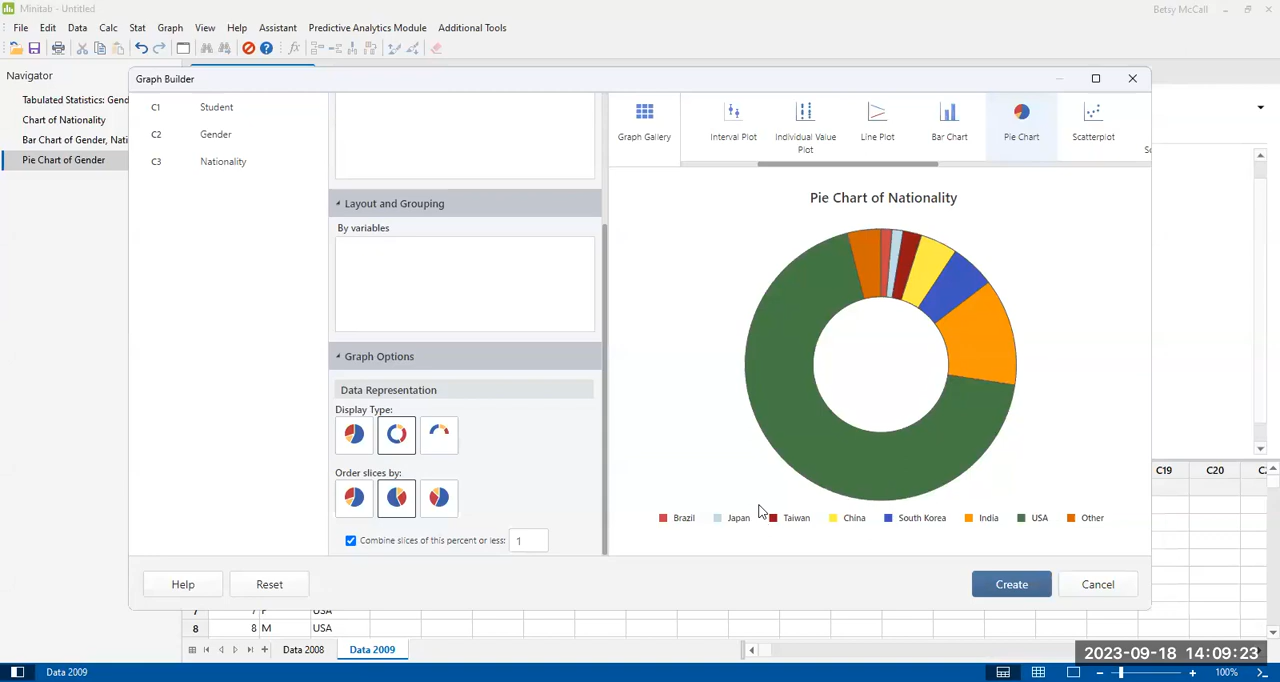 Minitab - Untitled
Betsy McCall
File Edit Data Calc Stat Graph View Help Assistant Predictive Analytics Module Additional Tools
Navigator
Tabulated Statistics: Gend
Chart of Nationality
Bar Chart of Gender, Nati
Pie Chart of Gender
Graph Builder
C1 Student
C2 Gender
C3 Nationality
Layout and Grouping
By variables
Graph Options
Data Representation
Display Type:
Order slices by:
Combine slices of this percent or less: 1
Graph Gallery
Interval Plot
Individual Value
Plot
Line Plot
Bar Chart
Pie Chart
Scatterplot
Pie Chart of Nationality
Brazil Japan Taiwan China South Korea India USA Other
Help Reset Create Cancel
C19 C20
7 7 F USA
8 8 M USA
Data 2008 Data 2009
2023-09-18 14:09:23
Data 2009
100%